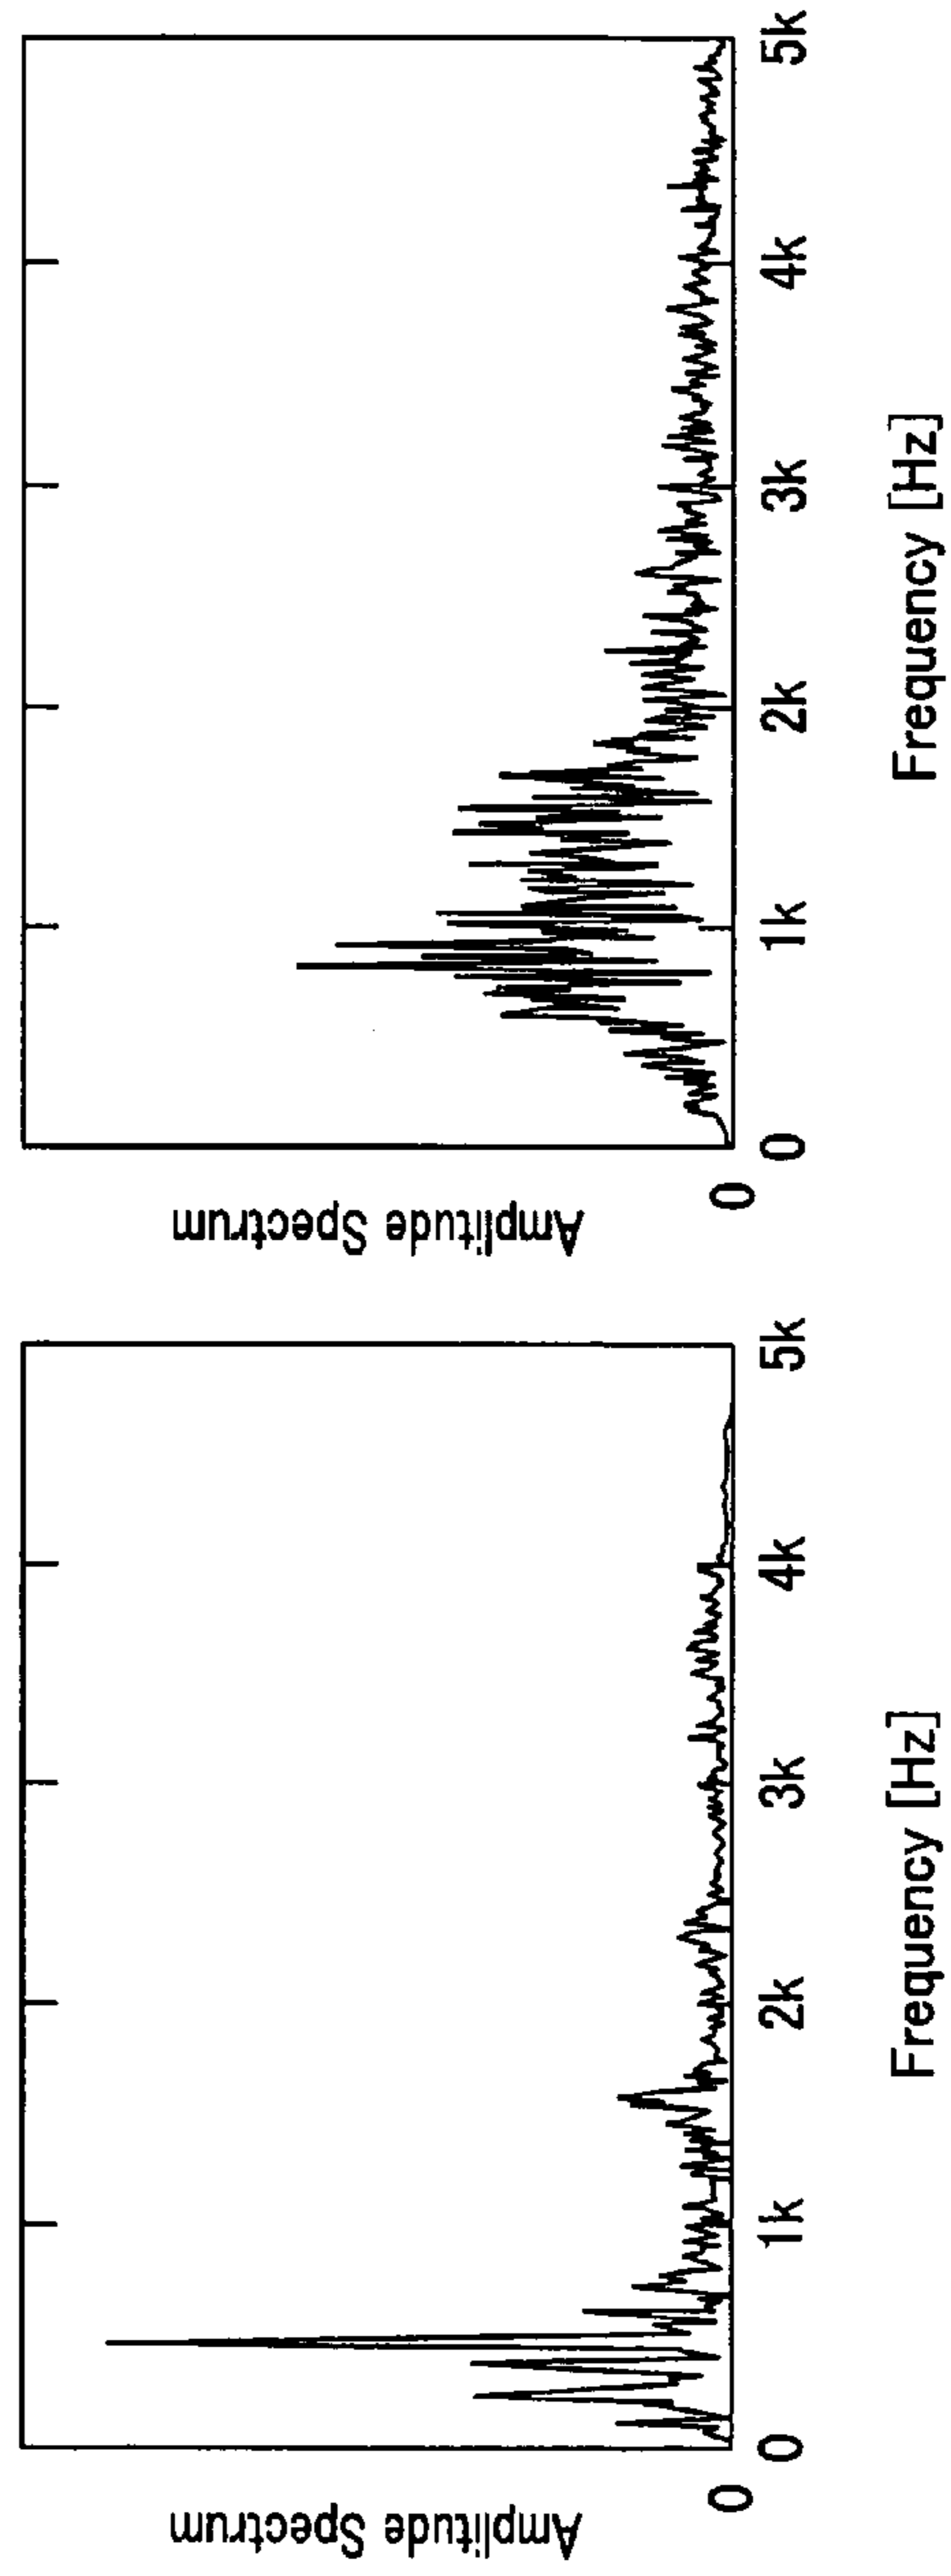 Amplitude Spectrum
0
0 1k 2k 3k 4k 5k
Frequency [Hz]
Amplitude Spectrum
0
0 1k 2k 3k 4k 5k
Frequency [Hz]